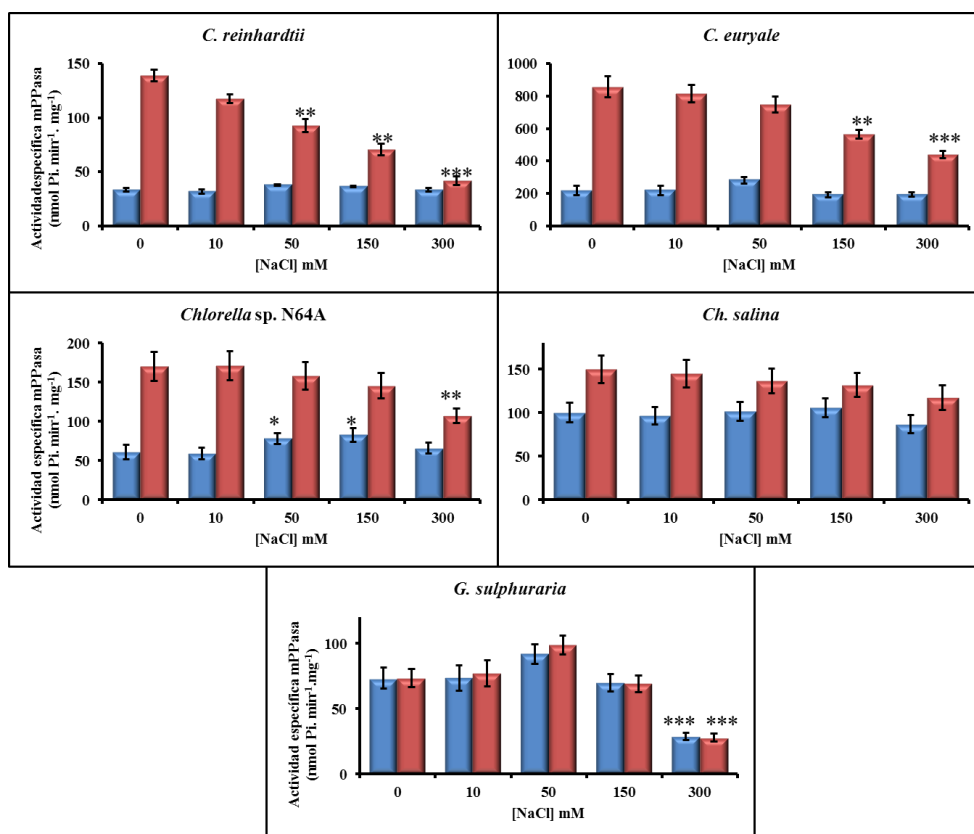 C. reinhardtii
Actividadespecífica mPPasa
(nmol Pi. min⁻¹. mg⁻¹)
150
100
50
0
**
**
***
0 10 50 150 300
[NaCl] mM
C. euryale
1000
800
600
400
200
0
**
***
0 10 50 150 300
[NaCl] mM
Chlorella sp. N64A
Actividad específica mPPasa
(nmol Pi. min⁻¹. mg⁻¹)
200
150
100
50
0
*
*
**
0 10 50 150 300
[NaCl] mM
Ch. salina
150
100
50
0
0 10 50 150 300
[NaCl] mM
G. sulphuraria
Actividad específica mPPasa
(nmol Pi. min⁻¹.mg⁻¹)
100
50
0
*** ***
0 10 50 150 300
[NaCl] mM